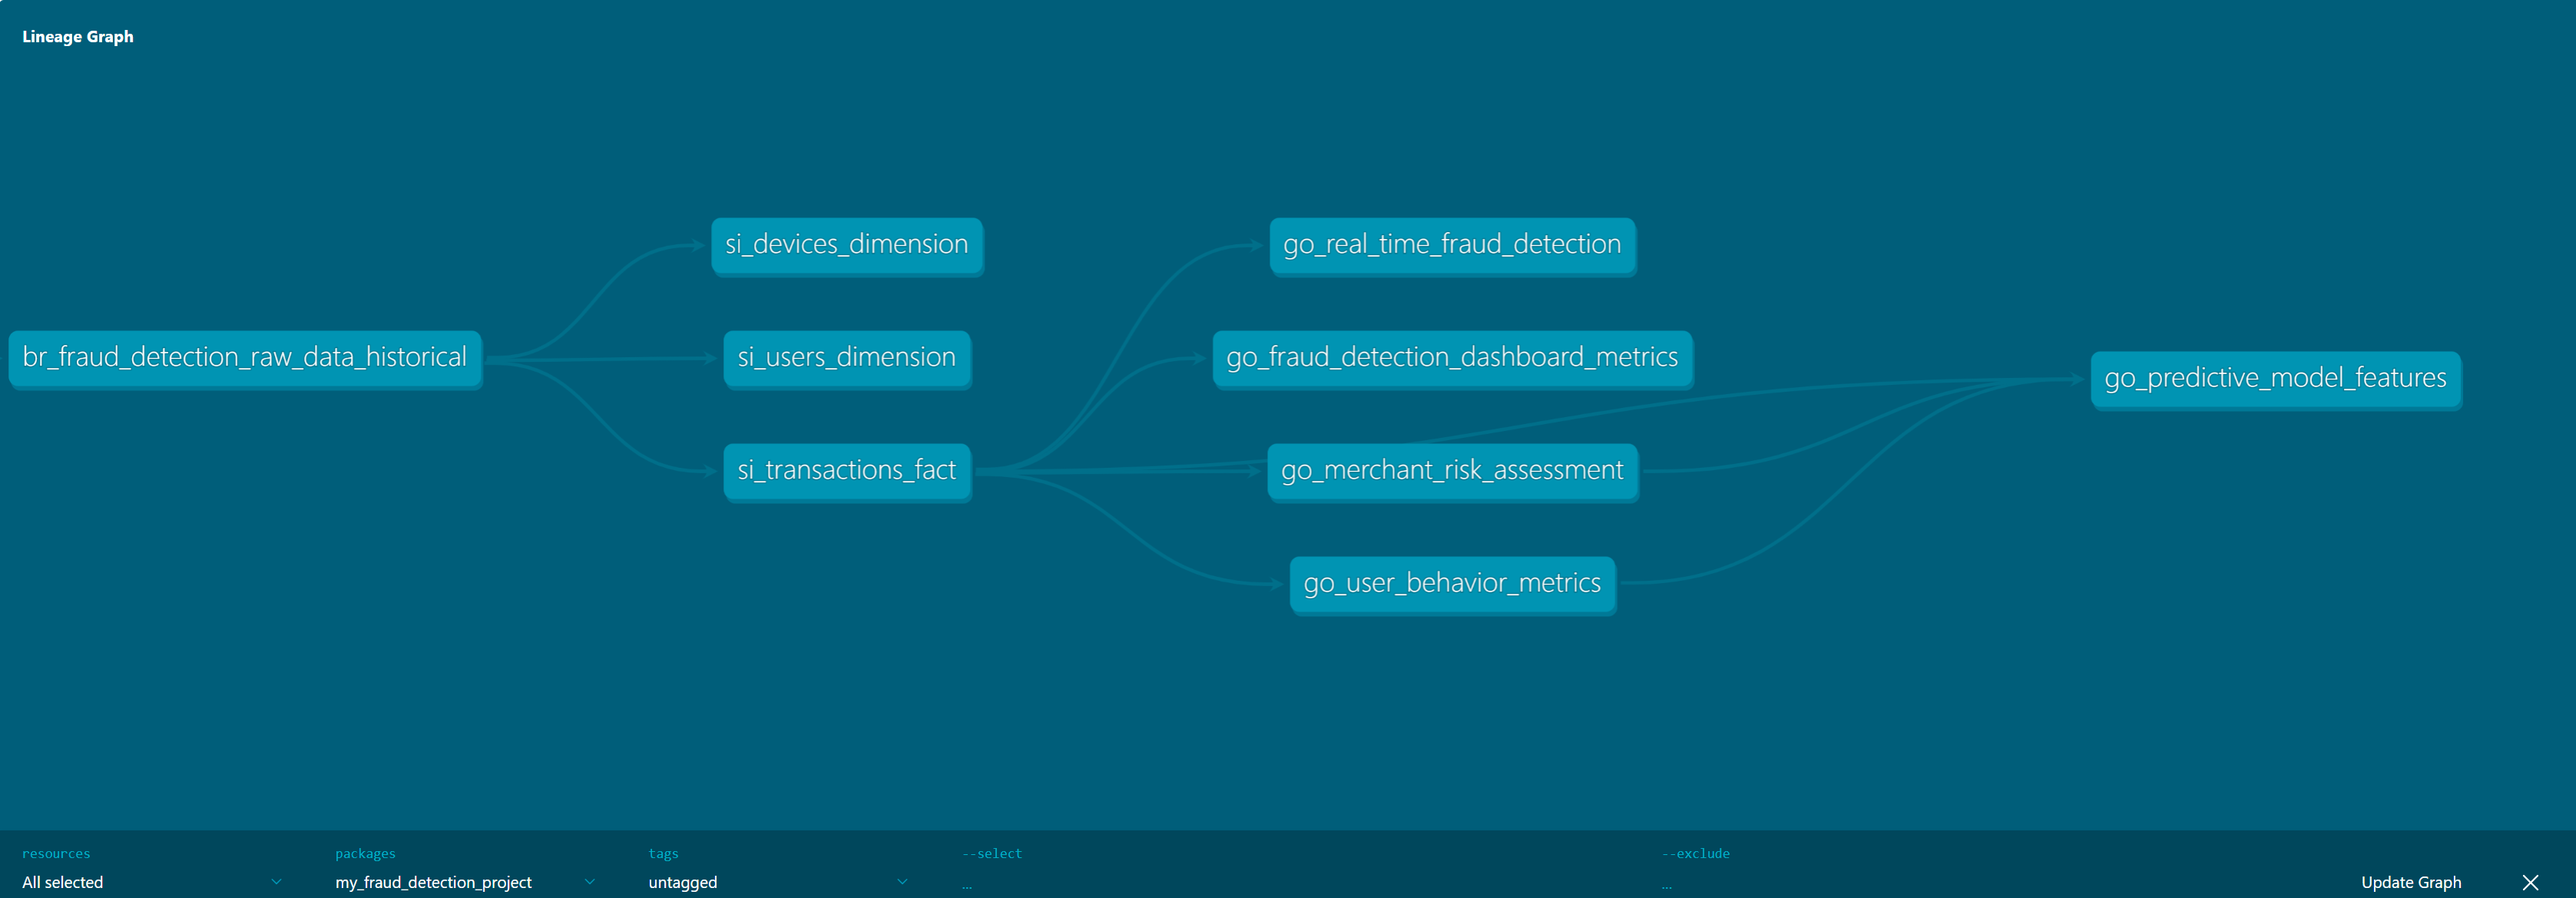 Lineage Graph
si_devices_dimension
go_real_time_fraud_detection
br_fraud_detection_raw_data_historical
si_users_dimension
go_fraud_detection_dashboard_metrics
go_predictive_model_features
si_transactions_fact
go_merchant_risk_assessment
go_user_behavior_metrics
resources
packages
tags
--select
--exclude
All selected
my_fraud_detection_project
untagged
...
...
Update Graph